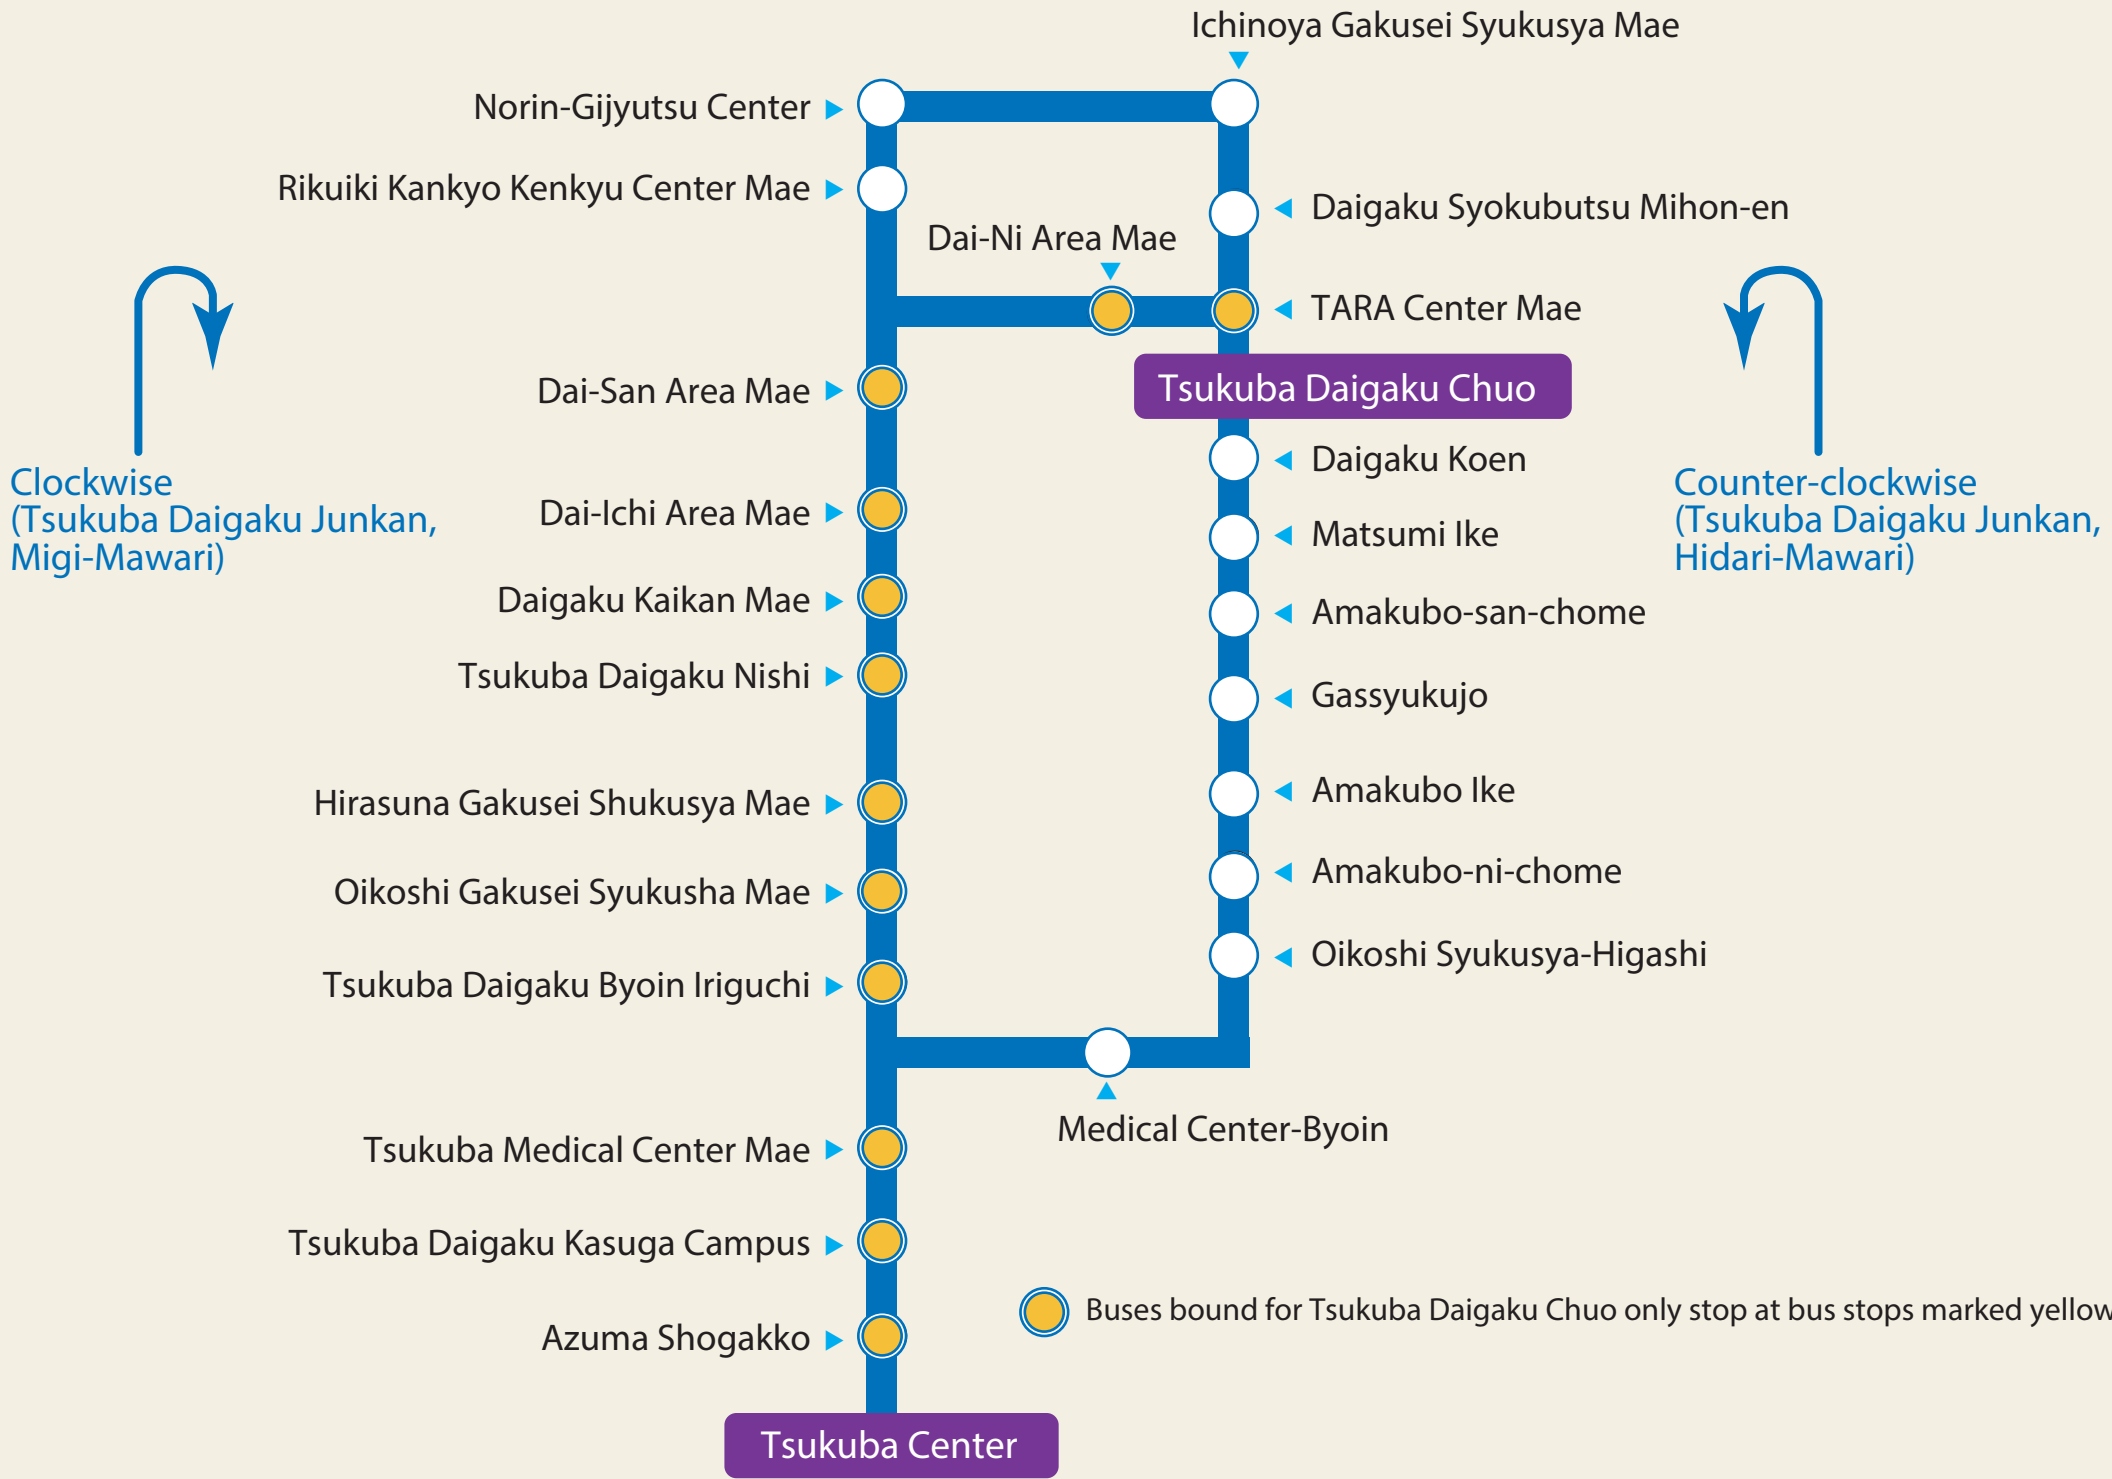 Ichinoya Gakusei Syukusya Mae
Norin-Gijyutsu Center
Rikuiki Kankyo Kenkyu Center Mae
Daigaku Syokubutsu Mihon-en
Dai-Ni Area Mae
TARA Center Mae
Tsukuba Daigaku Chuo
Dai-San Area Mae
Daigaku Koen
Clockwise
(Tsukuba Daigaku Junkan,
Migi-Mawari)
Counter-clockwise
(Tsukuba Daigaku Junkan,
Hidari-Mawari)
Dai-Ichi Area Mae
Matsumi Ike
Daigaku Kaikan Mae
Amakubo-san-chome
Tsukuba Daigaku Nishi
Gassyukujo
Hirasuna Gakusei Shukusya Mae
Amakubo Ike
Oikoshi Gakusei Syukusha Mae
Amakubo-ni-chome
Tsukuba Daigaku Byoin Iriguchi
Oikoshi Syukusya-Higashi
Medical Center-Byoin
Tsukuba Medical Center Mae
Tsukuba Daigaku Kasuga Campus
Buses bound for Tsukuba Daigaku Chuo only stop at bus stops marked yellow
Azuma Shogakko
Tsukuba Center